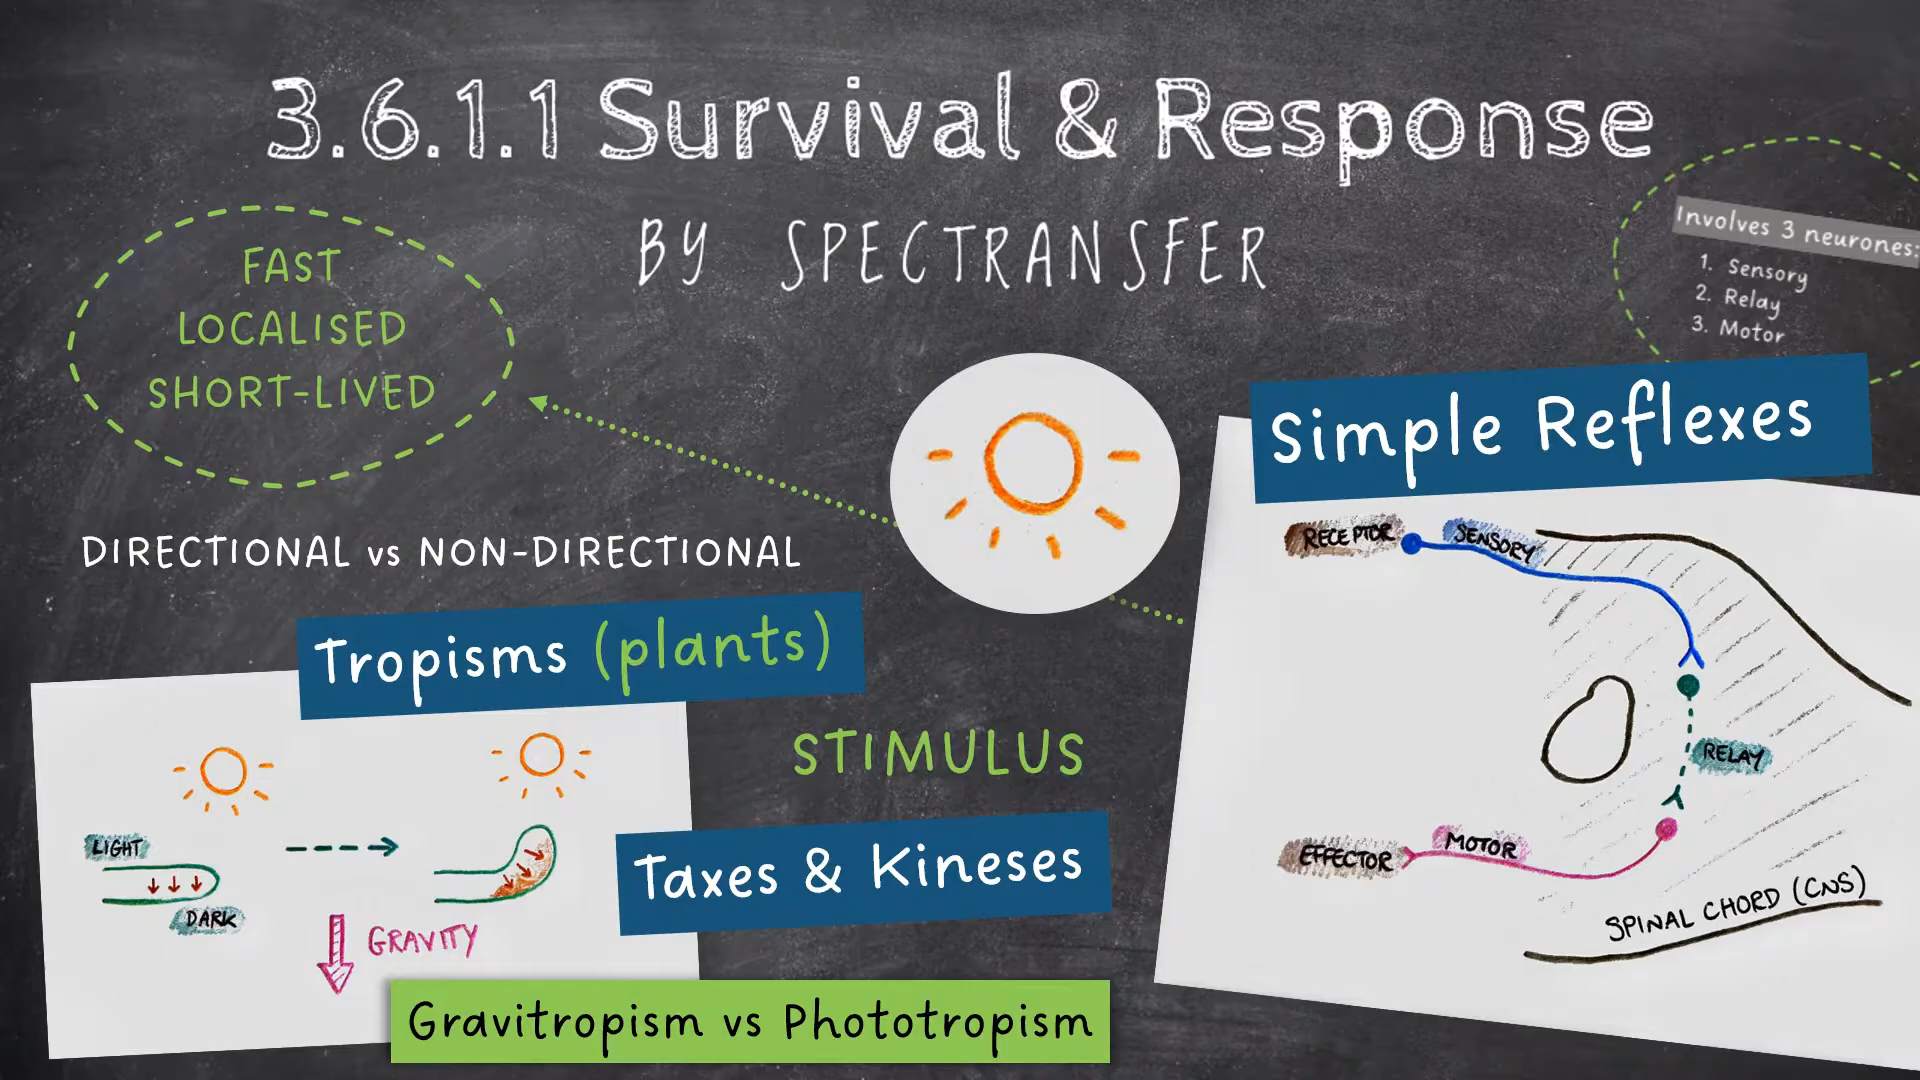 3.6.1.1 Survival & Response
BY SPECTRANSFER
FAST
LOCALISED
SHORT-LIVED
Involves 3 neurones:
1. Sensory
2. Relay
3. Motor
Simple Reflexes
RECEPTOR
SENSORY
RELAY
MOTOR
EFFECTOR
SPINAL CHORD (CNS)
DIRECTIONAL vs NON-DIRECTIONAL
Tropisms (plants)
LIGHT
DARK
GRAVITY
STIMULUS
Taxes & Kineses
Gravitropism vs Phototropism